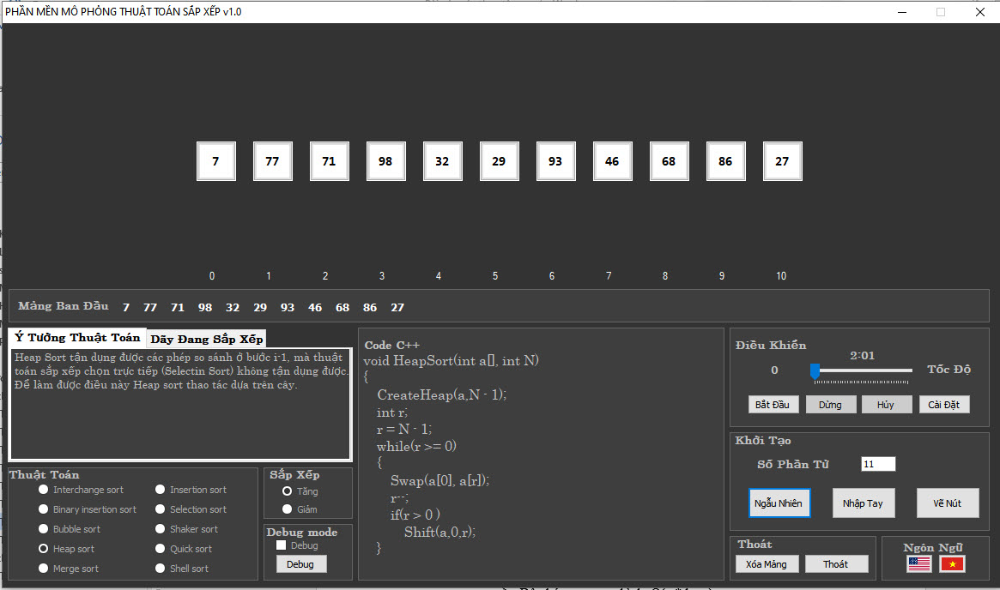 PHẦN MỀN MÔ PHỎNG THUẬT TOÁN SẮP XẾP v1.0
7 77 71 98 32 29 93 46 68 86 27
0 1 2 3 4 5 6 7 8 9 10
Mảng Ban Đầu 7 77 71 98 32 29 93 46 68 86 27
Ý Tưởng Thuật Toán Dãy Đang Sắp Xếp
Heap Sort tận dụng được các phép so sánh ở bước i-1, mà thuật
toán sắp xếp chọn trực tiếp (Selectin Sort) không tận dụng được.
Để làm được điều này Heap sort thao tác dựa trên cây.
Thuật Toán
Interchange sort Insertion sort
Binary insertion sort Selection sort
Bubble sort Shaker sort
Heap sort Quick sort
Merge sort Shell sort
Sắp Xếp
Tăng
Giảm
Debug mode
Debug
Debug
Code C++
void HeapSort(int a[], int N)
{
CreateHeap(a,N - 1);
int r;
r = N - 1;
while(r >= 0)
{
Swap(a[0], a[r]);
r--;
if(r > 0 )
Shift(a,0,r);
}
Điều Khiển
2:01
0 Tốc Độ
Bắt Đầu Dừng Hủy Cài Đặt
Khởi Tạo
Số Phần Tử 11
Ngẫu Nhiên Nhập Tay Vẽ Nút
Thoát
Xóa Mảng Thoát
Ngôn Ngữ